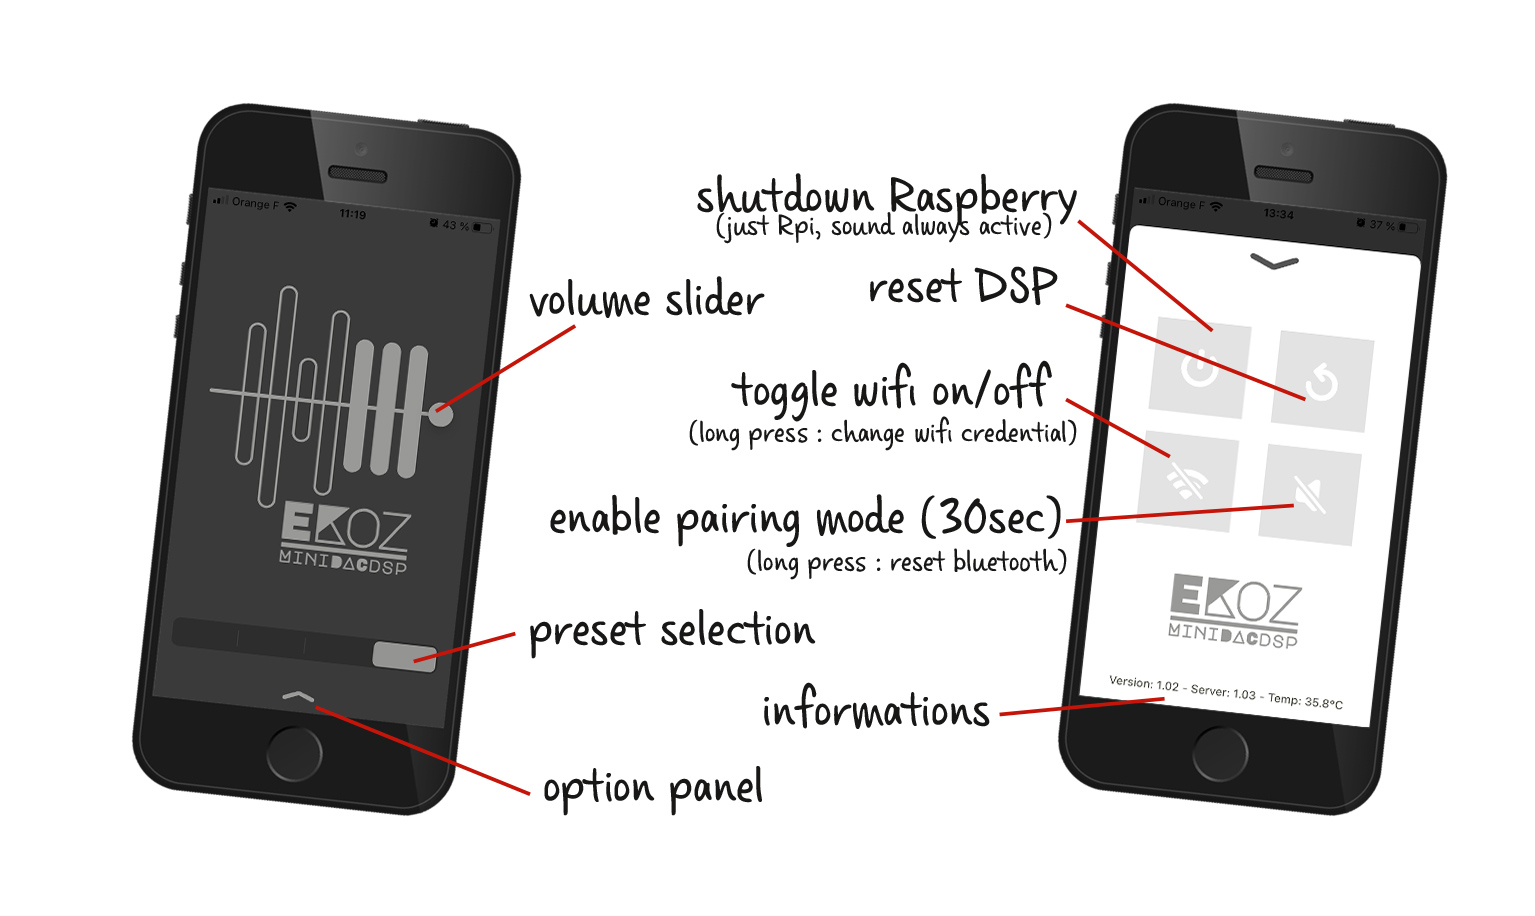 Orange F
11:19
43 %
EKOZ
MINIDACDSP
volume slider
preset selection
option panel
shutdown Raspberry
(just Rpi, sound always active)
reset DSP
toggle wifi on/off
(long press : change wifi credential)
enable pairing mode (30sec)
(long press : reset bluetooth)
informations
Orange F
13:34
37 %
EKOZ
MINIDACDSP
Version: 1.02 - Server: 1.03 - Temp: 35.8°C